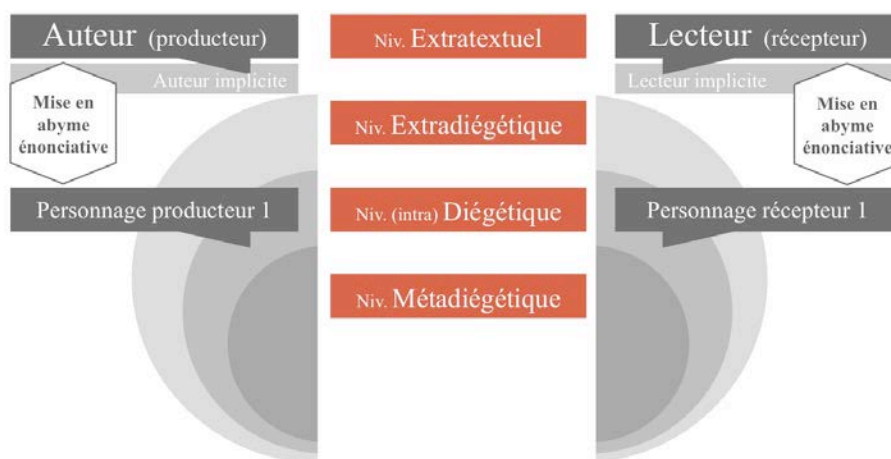 Auteur (producteur)
Niv. Extratextuel
Lecteur (récepteur)
Auteur implicite
Lecteur implicite
Mise en
abyme
énonciative
Niv. Extradiégétique
Mise en
abyme
énonciative
Personnage producteur 1
Niv. (intra) Diégétique
Personnage récepteur 1
Niv. Métadiégétique